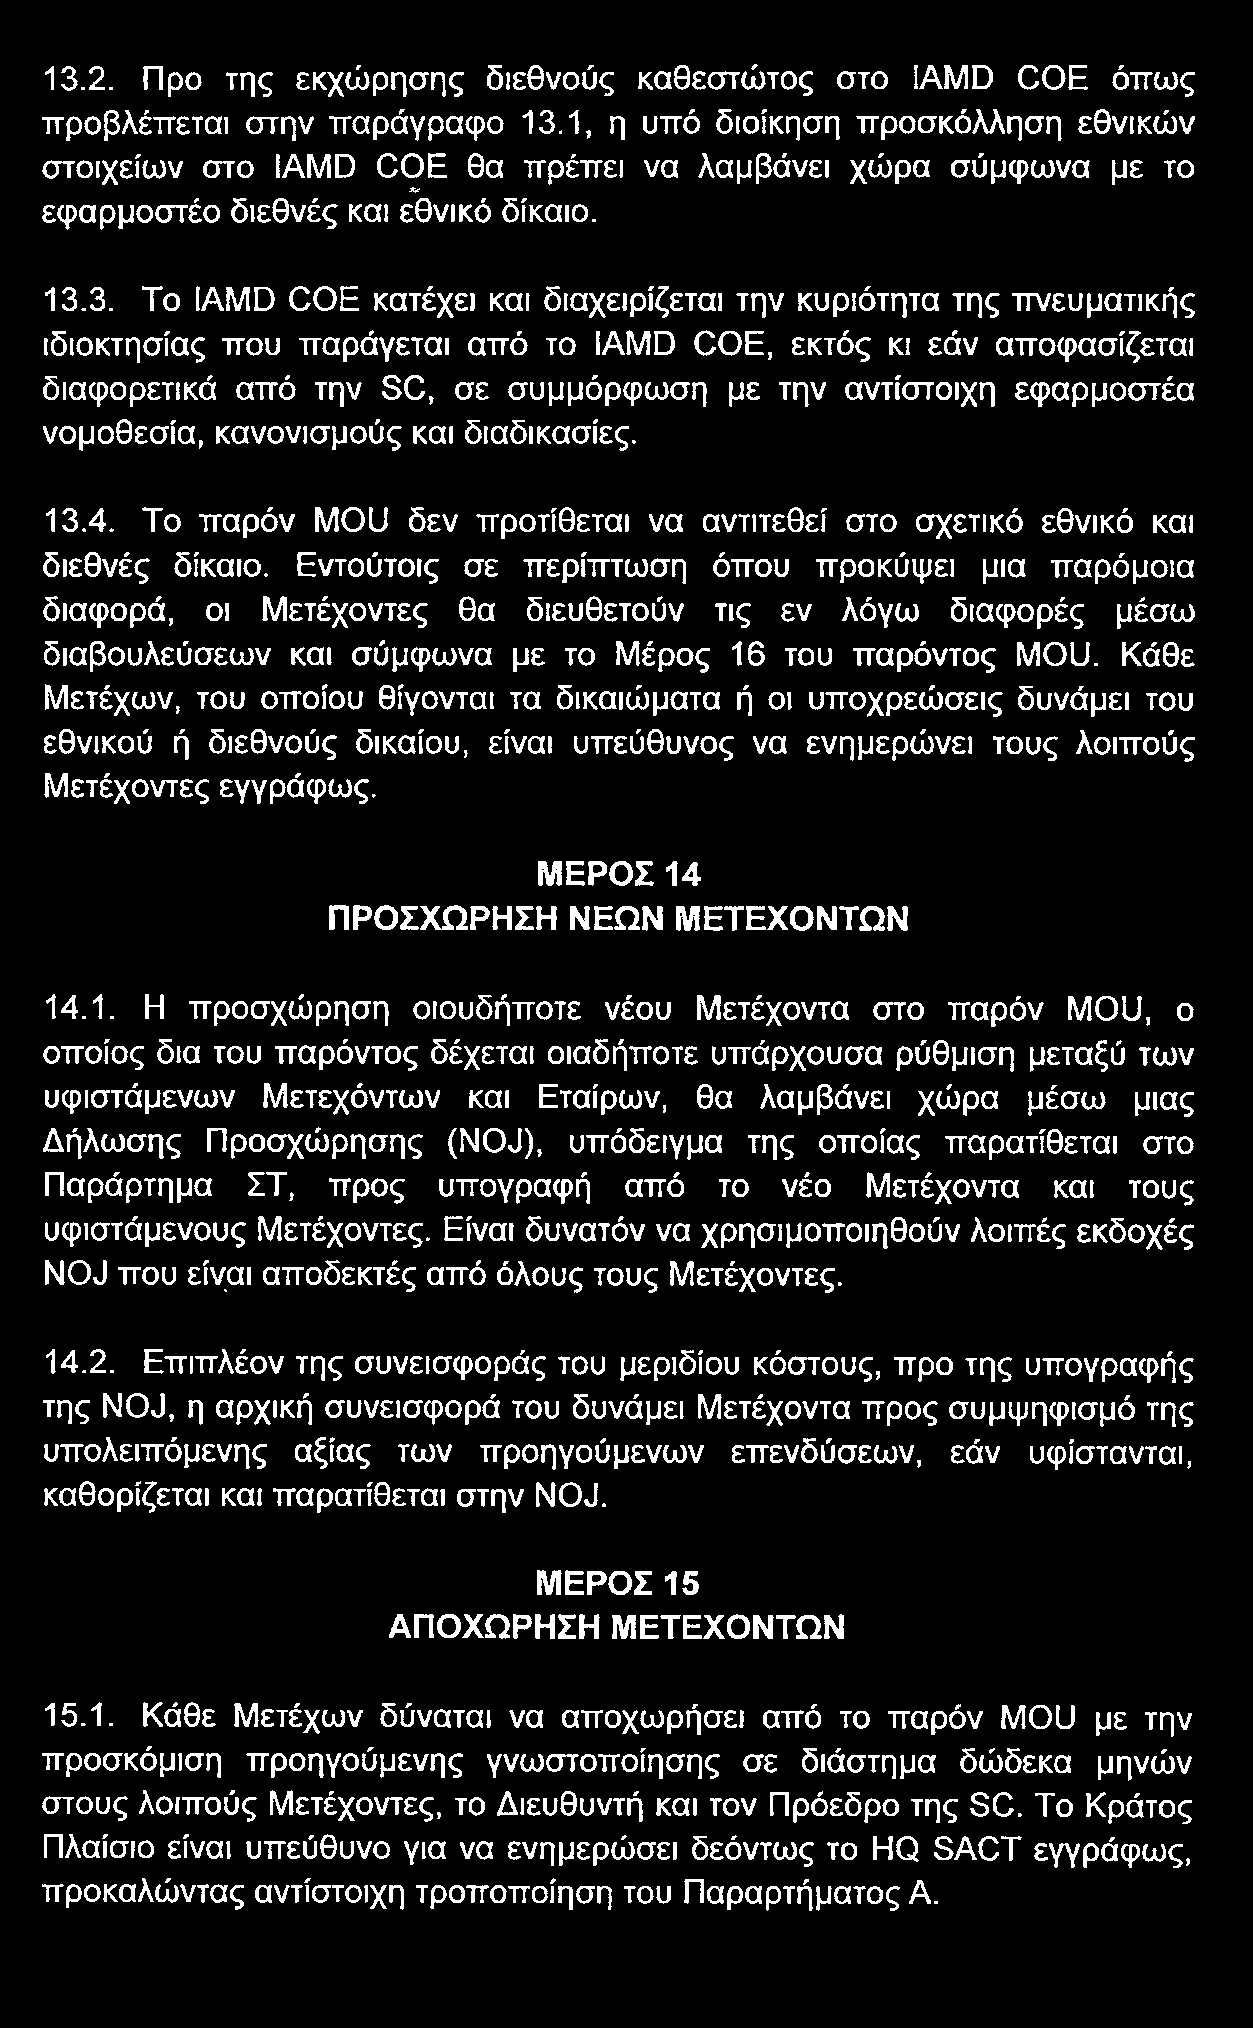 13.2. Προ της εκχώρησης διεθνούς καθεστώτος στο IAMD COE όπως
προβλέπεται στην παράγραφο 13.1, η υπό διοίκηση προσκόλληση εθνικών
στοιχείων στο IAMD COE θα πρέπει να λαμβάνει χώρα σύμφωνα με το
εφαρμοστέο διεθνές και εθνικό δίκαιο.
13.3. Το IAMD COE κατέχει και διαχειρίζεται την κυριότητα της πνευματικής
ιδιοκτησίας που παράγεται από το IAMD COE, εκτός κι εάν αποφασίζεται
διαφορετικά από την SC, σε συμμόρφωση με την αντίστοιχη εφαρμοστέα
νομοθεσία, κανονισμούς και διαδικασίες.
13.4. Το παρόν MOU δεν προτίθεται να αντιτεθεί στο σχετικό εθνικό και
διεθνές δίκαιο. Εντούτοις σε περίπτωση όπου προκύψει μια παρόμοια
διαφορά, οι Μετέχοντες θα διευθετούν τις εν λόγω διαφορές μέσω
διαβουλεύσεων και σύμφωνα με το Μέρος 16 του παρόντος MOU. Κάθε
Μετέχων, του οποίου θίγονται τα δικαιώματα ή οι υποχρεώσεις δυνάμει του
εθνικού ή διεθνούς δικαίου, είναι υπεύθυνος να ενημερώνει τους λοιπούς
Μετέχοντες εγγράφως.
ΜΕΡΟΣ 14
ΠΡΟΣΧΩΡΗΣΗ ΝΕΩΝ ΜΕΤΕΧΟΝΤΩΝ
14.1. Η προσχώρηση οιουδήποτε νέου Μετέχοντα στο παρόν MOU, ο
οποίος δια του παρόντος δέχεται οιαδήποτε υπάρχουσα ρύθμιση μεταξύ των
υφιστάμενων Μετεχόντων και Εταίρων, θα λαμβάνει χώρα μέσω μιας
Δήλωσης Προσχώρησης (NOJ), υπόδειγμα της οποίας παρατίθεται στο
Παράρτημα ΣΤ, προς υπογραφή από το νέο Μετέχοντα και τους
υφιστάμενους Μετέχοντες. Είναι δυνατόν να χρησιμοποιηθούν λοιπές εκδοχές
NOJ που είναι αποδεκτές από όλους τους Μετέχοντες.
14.2. Επιπλέον της συνεισφοράς του μεριδίου κόστους, προ της υπογραφής
της NOJ, η αρχική συνεισφορά του δυνάμει Μετέχοντα προς συμψηφισμό της
υπολειπόμενης αξίας των προηγούμενων επενδύσεων, εάν υφίστανται,
καθορίζεται και παρατίθεται στην NOJ.
ΜΕΡΟΣ 15
ΑΠΟΧΩΡΗΣΗ ΜΕΤΕΧΟΝΤΩΝ
15.1. Κάθε Μετέχων δύναται να αποχωρήσει από το παρόν MOU με την
προσκόμιση προηγούμενης γνωστοποίησης σε διάστημα δώδεκα μηνών
στους λοιπούς Μετέχοντες, το Διευθυντή και τον Πρόεδρο της SC. Το Κράτος
Πλαίσιο είναι υπεύθυνο για να ενημερώσει δεόντως το HQ SACT εγγράφως,
προκαλώντας αντίστοιχη τροποποίηση του Παραρτήματος Α.